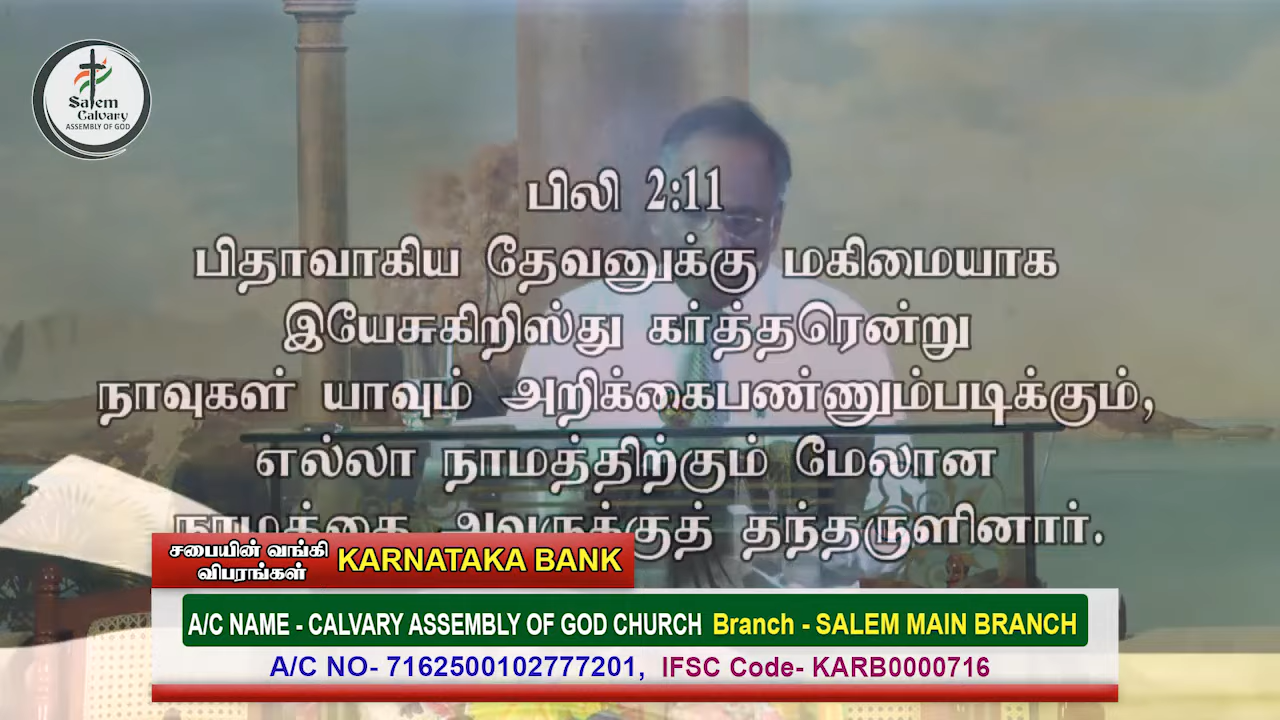 Salem
Calvary
ASSEMBLY OF GOD
பிலி 2:11
பிதாவாகிய தேவனுக்கு மகிமையாக
இயேசுகிறிஸ்து கர்த்தரென்று
நாவுகள் யாவும் அறிக்கைபண்ணும்படிக்கும்,
எல்லா நாமத்திற்கும் மேலான
நாமத்தை அவருக்குத் தந்தருளினார்.
சபையின் வங்கி
விபரங்கள்
KARNATAKA BANK
A/C NAME - CALVARY ASSEMBLY OF GOD CHURCH Branch - SALEM MAIN BRANCH
A/C NO- 7162500102777201, IFSC Code- KARB0000716